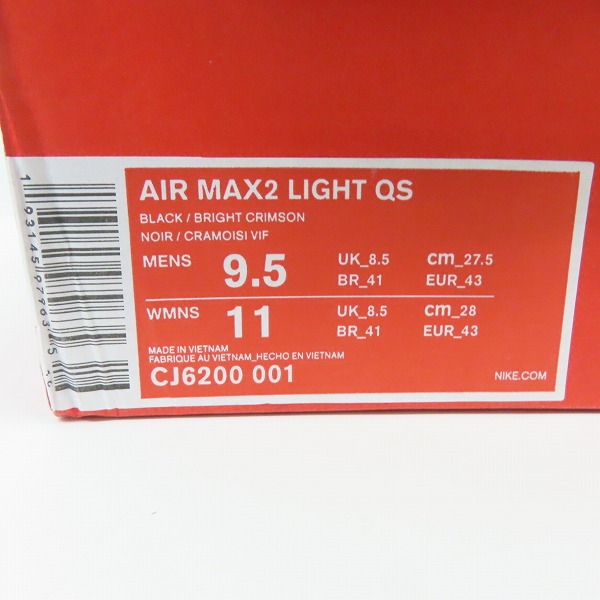 AIR MAX2 LIGHT QS
BLACK / BRIGHT CRIMSON
NOIR / CRAMOISI VIF
MENS 9.5 UK_8.5 cm_27.5
BR_41 EUR_43
WMNS 11 UK_8.5 cm_28
BR_41 EUR_43
MADE IN VIETNAM
FABRIQUE AU VIETNAM_HECHO EN VIETNAM
CJ6200 001
NIKE.COM